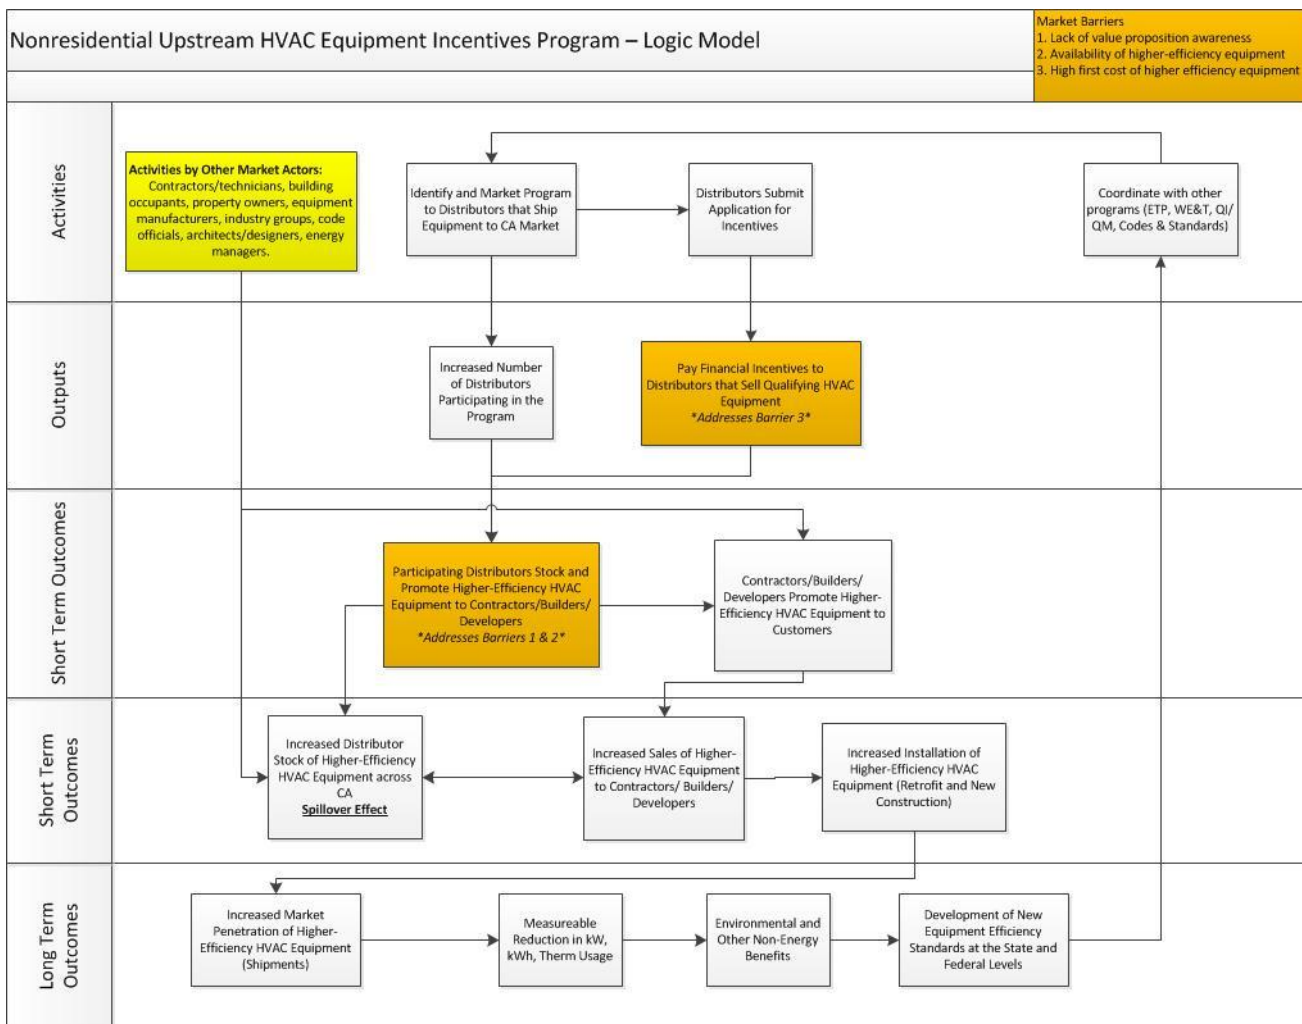 Nonresidential Upstream HVAC Equipment Incentives Program – Logic Model
Market Barriers
1. Lack of value proposition awareness
2. Availability of higher-efficiency equipment
3. High first cost of higher efficiency equipment
Activities
Activities by Other Market Actors:
Contractors/technicians, building
occupants, property owners, equipment
manufacturers, industry groups, code
officials, architects/designers, energy
managers.
Identify and Market Program
to Distributors that Ship
Equipment to CA Market
Distributors Submit
Application for
Incentives
Coordinate with other
programs (ETP, WE&T, QI/
QM, Codes & Standards)
Outputs
Increased Number
of Distributors
Participating in the
Program
Pay Financial Incentives to
Distributors that Sell Qualifying HVAC
Equipment
*Addresses Barrier 3*
Short Term Outcomes
Participating Distributors Stock and
Promote Higher-Efficiency HVAC
Equipment to Contractors/Builders/
Developers
*Addresses Barriers 1 & 2*
Contractors/Builders/
Developers Promote Higher-
Efficiency HVAC Equipment to
Customers
Short Term
Outcomes
Increased Distributor
Stock of Higher-Efficiency
HVAC Equipment across
CA
Spillover Effect
Increased Sales of Higher-
Efficiency HVAC Equipment
to Contractors/ Builders/
Developers
Increased Installation of
Higher-Efficiency HVAC
Equipment (Retrofit and New
Construction)
Long Term
Outcomes
Increased Market
Penetration of Higher-
Efficiency HVAC Equipment
(Shipments)
Measureable
Reduction in kW,
kWh, Therm Usage
Environmental and
Other Non-Energy
Benefits
Development of New
Equipment Efficiency
Standards at the State and
Federal Levels